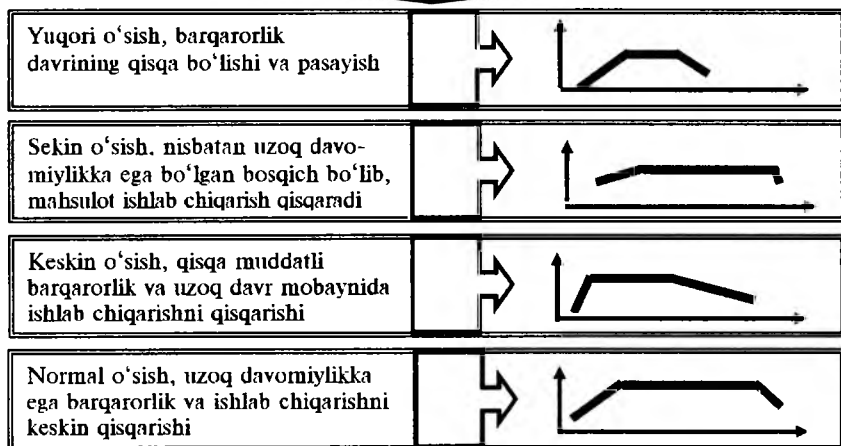 Yuqori o‘sish, barqarorlik
davrining qisqa bo‘lishi va pasayish
Sekin o‘sish. nisbatan uzoq davo-
miylikka ega bo‘lgan bosqich bo‘lib,
mahsulot ishlab chiqarish qisqaradi
Keskin o‘sish, qisqa muddatli
barqarorlik va uzoq davr mobaynida
ishlab chiqarishni qisqarishi
Normal o‘sish, uzoq davomiylikka
ega barqarorlik va ishlab chiqarishni
keskin qisqarishi